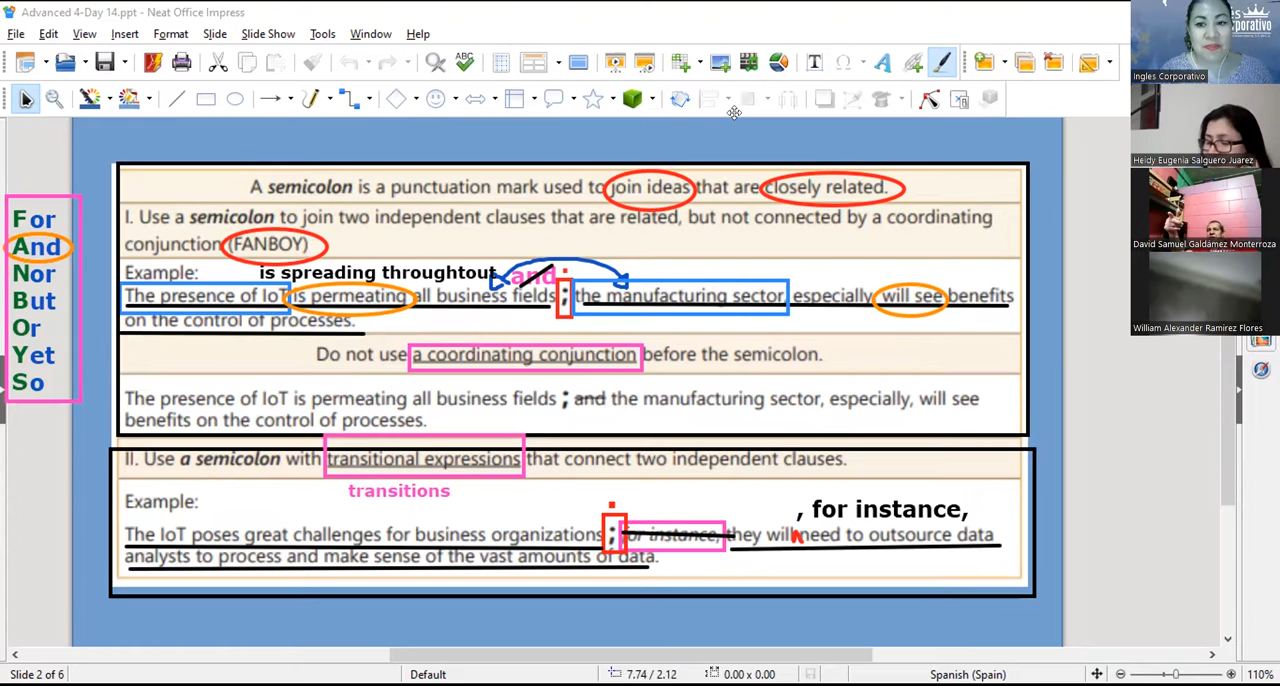 Advanced 4-Day 14.ppt - Neat Office Impress
File Edit View Insert Format Slide Slide Show Tools Window Help
Ingles Corporativo
Heidy Eugenia Salguero Juarez
David Samuel Galdámez Monterroza
William Alexander Ramirez Flores
For
And
Nor
But
Or
Yet
So
A semicolon is a punctuation mark used to join ideas that are closely related.
I. Use a semicolon to join two independent clauses that are related, but not connected by a coordinating
conjunction (FANBOY)
Example:
is spreading throughtout and .
The presence of IoT is permeating all business fields ; the manufacturing sector, especially, will see benefits
on the control of processes.
Do not use a coordinating conjunction before the semicolon.
The presence of IoT is permeating all business fields ; and the manufacturing sector, especially, will see
benefits on the control of processes.
II. Use a semicolon with transitional expressions that connect two independent clauses.
transitions
Example:
. , for instance,
The IoT poses great challenges for business organizations ; for instance, they will need to outsource data
analysts to process and make sense of the vast amounts of data.
Slide 2 of 6 Default 7.74 / 2.12 0.00 x 0.00 Spanish (Spain) 110%